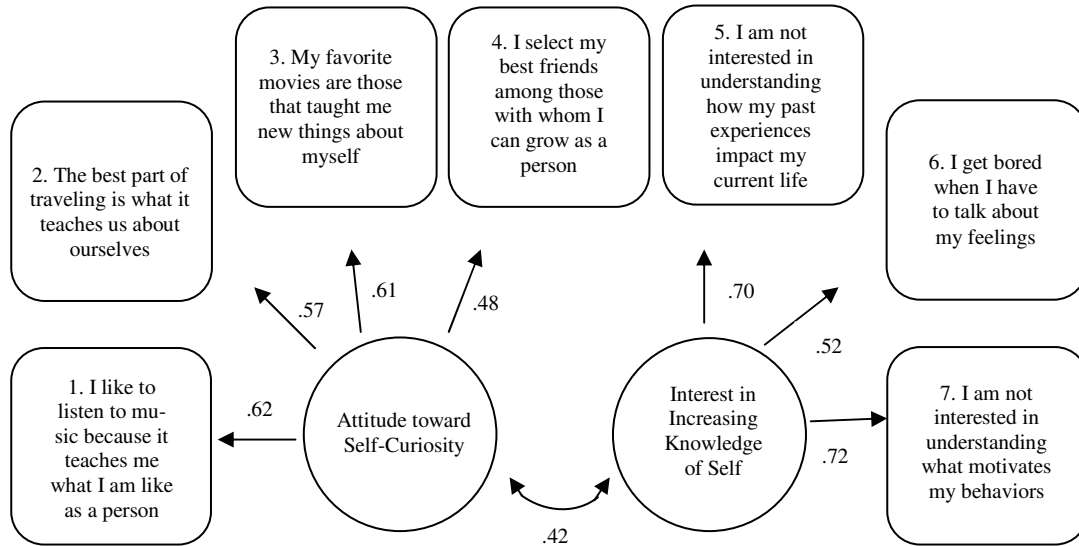 1. I like to
listen to mu-
sic because it
teaches me
what I am like
as a person
2. The best part of
traveling is what it
teaches us about
ourselves
3. My favorite
movies are those
that taught me
new things about
myself
4. I select my
best friends
among those
with whom I
can grow as a
person
5. I am not
interested in
understanding
how my past
experiences
impact my
current life
6. I get bored
when I have
to talk about
my feelings
7. I am not
interested in
understanding
what motivates
my behaviors
.62
.57
.61
.48
.70
.52
.72
Attitude toward
Self-Curiosity
Interest in
Increasing
Knowledge
of Self
.42